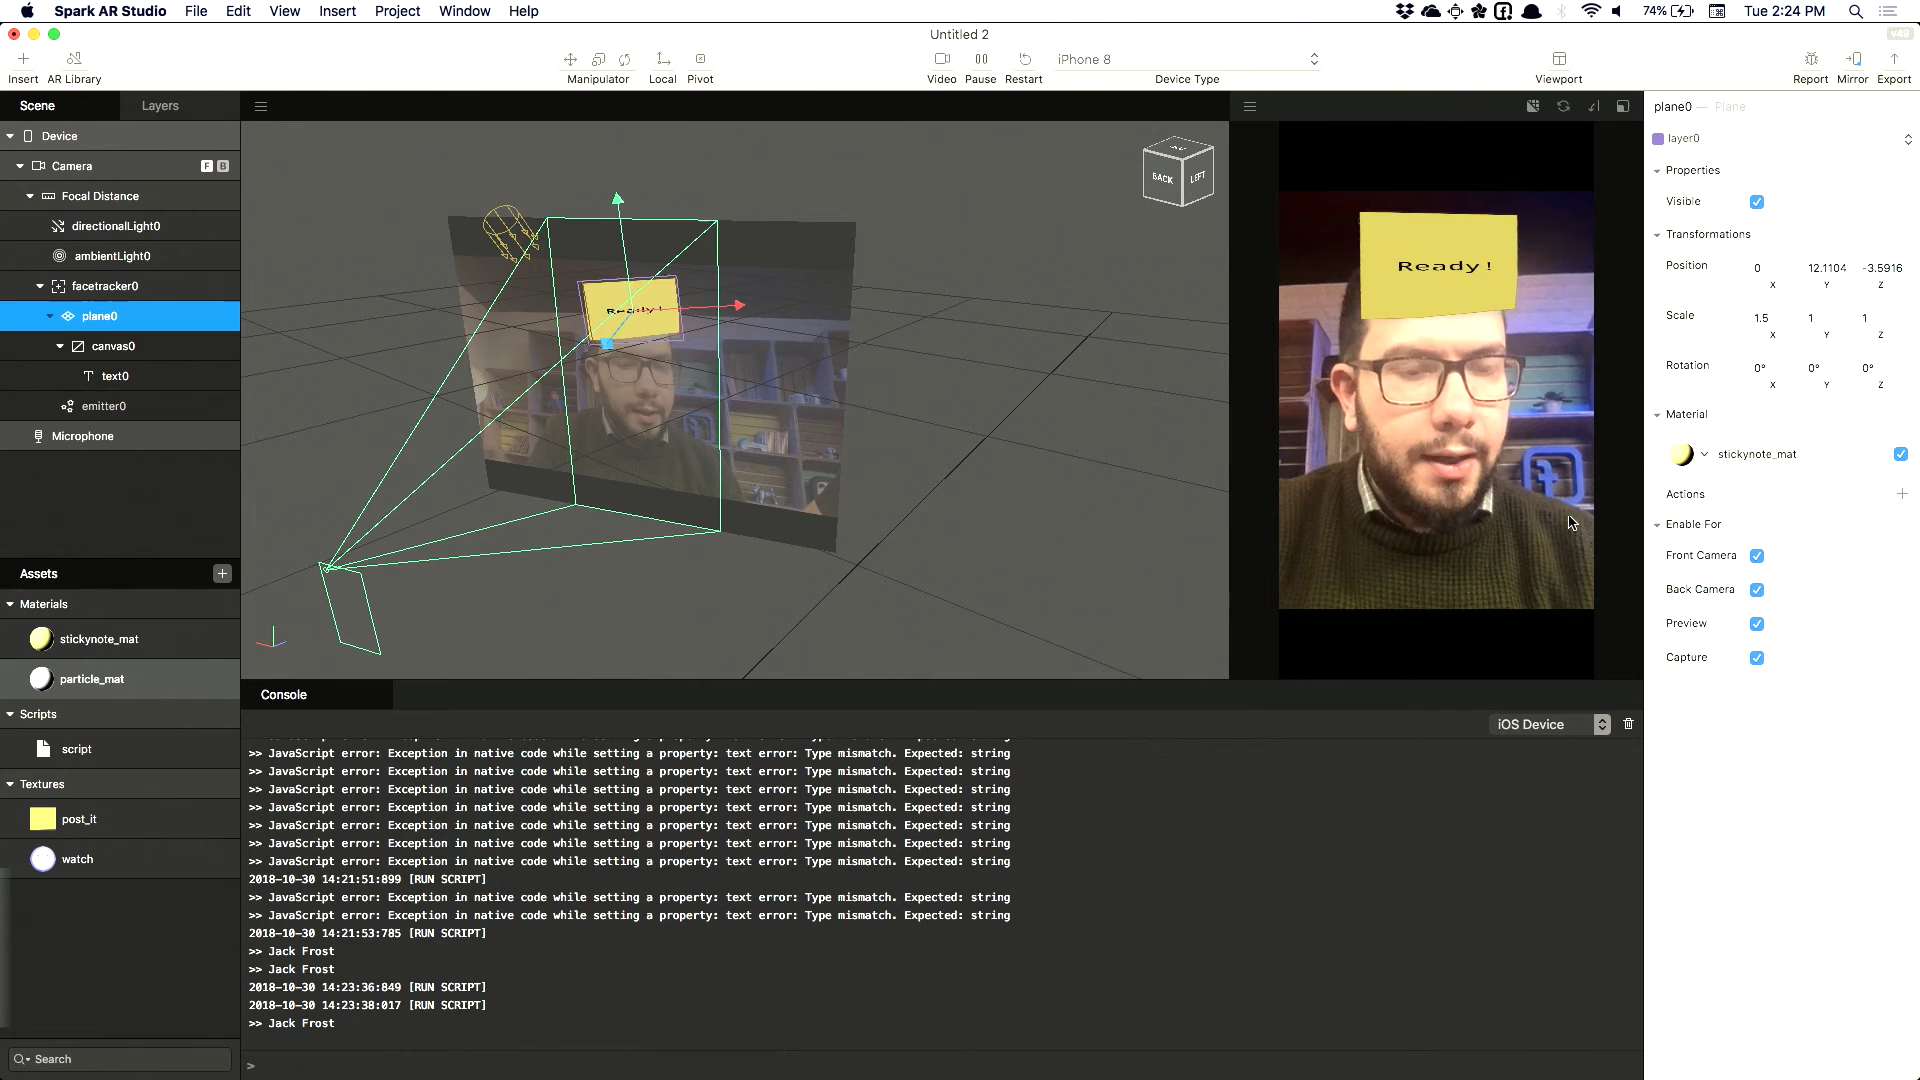 Spark AR Studio File Edit View Insert Project Window Help 74% Tue 2:24 PM
Untitled 2
v49
Insert AR Library Manipulator Local Pivot Video Pause Restart iPhone 8 Device Type Viewport Report Mirror Export
Scene Layers
Device
Camera F B
Focal Distance
directionalLight0
ambientLight0
facetracker0
plane0
canvas0
text0
emitter0
Microphone
Assets
Materials
stickynote_mat
particle_mat
Scripts
script
Textures
post_it
watch
Search
BACK LEFT
Ready!
Ready!
plane0 — Plane
layer0
Properties
Visible
Transformations
Position 0 12.1104 -3.5916
X Y Z
Scale 1.5 1 1
X Y Z
Rotation 0° 0° 0°
X Y Z
Material
stickynote_mat
Actions
Enable For
Front Camera
Back Camera
Preview
Capture
Console
iOS Device
>> JavaScript error: Exception in native code while setting a property: text error: Type mismatch. Expected: string
>> JavaScript error: Exception in native code while setting a property: text error: Type mismatch. Expected: string
>> JavaScript error: Exception in native code while setting a property: text error: Type mismatch. Expected: string
>> JavaScript error: Exception in native code while setting a property: text error: Type mismatch. Expected: string
>> JavaScript error: Exception in native code while setting a property: text error: Type mismatch. Expected: string
>> JavaScript error: Exception in native code while setting a property: text error: Type mismatch. Expected: string
>> JavaScript error: Exception in native code while setting a property: text error: Type mismatch. Expected: string
2018-10-30 14:21:51:899 [RUN SCRIPT]
>> JavaScript error: Exception in native code while setting a property: text error: Type mismatch. Expected: string
>> JavaScript error: Exception in native code while setting a property: text error: Type mismatch. Expected: string
2018-10-30 14:21:53:785 [RUN SCRIPT]
>> Jack Frost
>> Jack Frost
2018-10-30 14:23:36:849 [RUN SCRIPT]
2018-10-30 14:23:38:017 [RUN SCRIPT]
>> Jack Frost
>